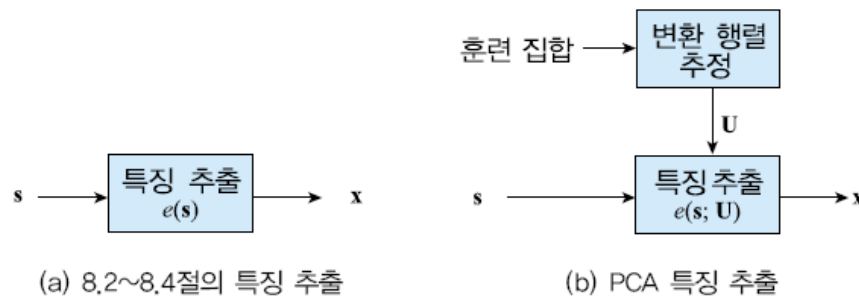 훈련 집합
변환 행렬
추정
U
s
특징 추출
e(s)
x
s
특징 추출
e(s; U)
x
(a) 8.2~8.4절의 특징 추출
(b) PCA 특징 추출